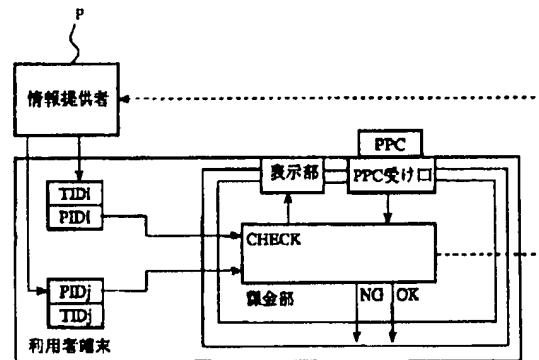 P
情報提供者
PPC
表示部
PPC受け口
TIDi
PIDi
CHECK
PIDj
TIDj
課金部
NG
OK
利用者端末